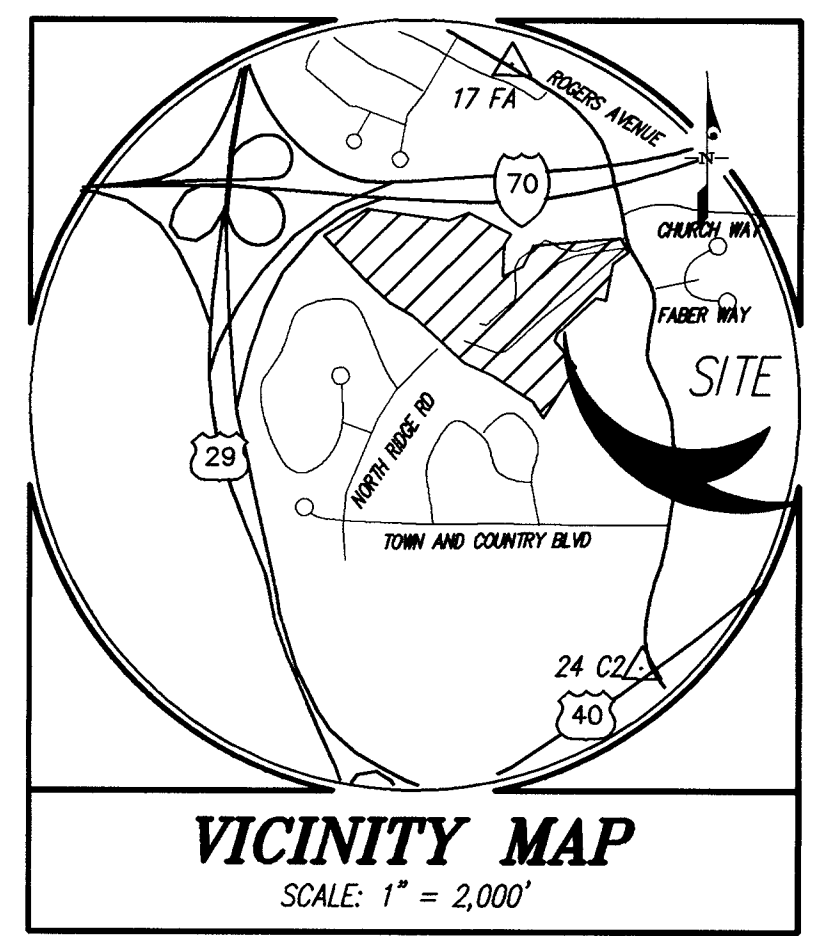 17 FA
ROGERS AVENUE
N
70
CHURCH WAY
FABER WAY
SITE
29
NORTH RIDGE RD
TOWN AND COUNTRY BLVD
24 C2
40
VICINITY MAP
SCALE: 1" = 2,000'